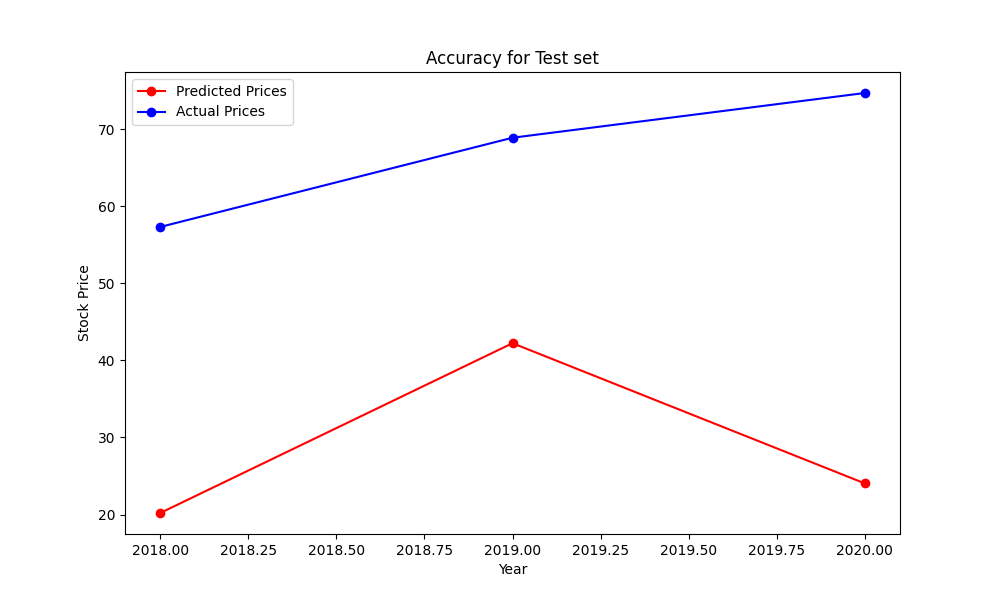 Accuracy for Test set
Predicted Prices
Actual Prices
Stock Price
70
60
50
40
30
20
2018.00 2018.25 2018.50 2018.75 2019.00 2019.25 2019.50 2019.75 2020.00
Year